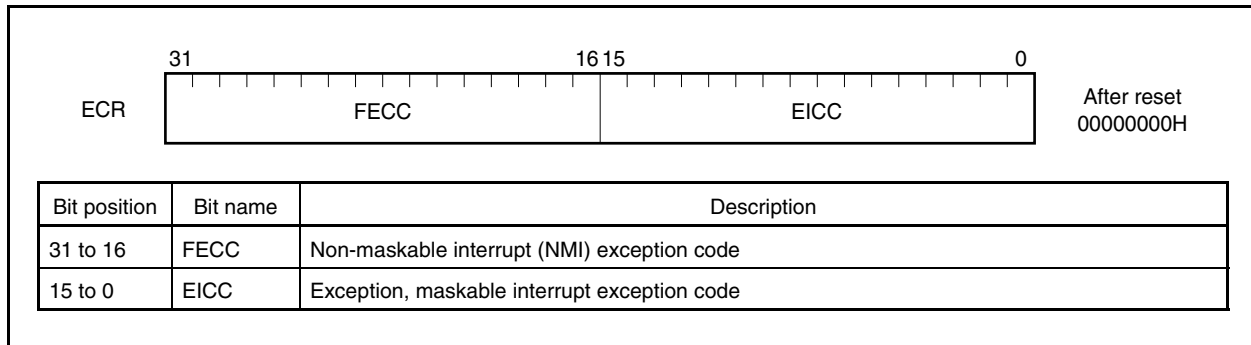 31 16 15 0
ECR FECC EICC After reset
00000000H
Bit position Bit name Description
31 to 16 FECC Non-maskable interrupt (NMI) exception code
15 to 0 EICC Exception, maskable interrupt exception code